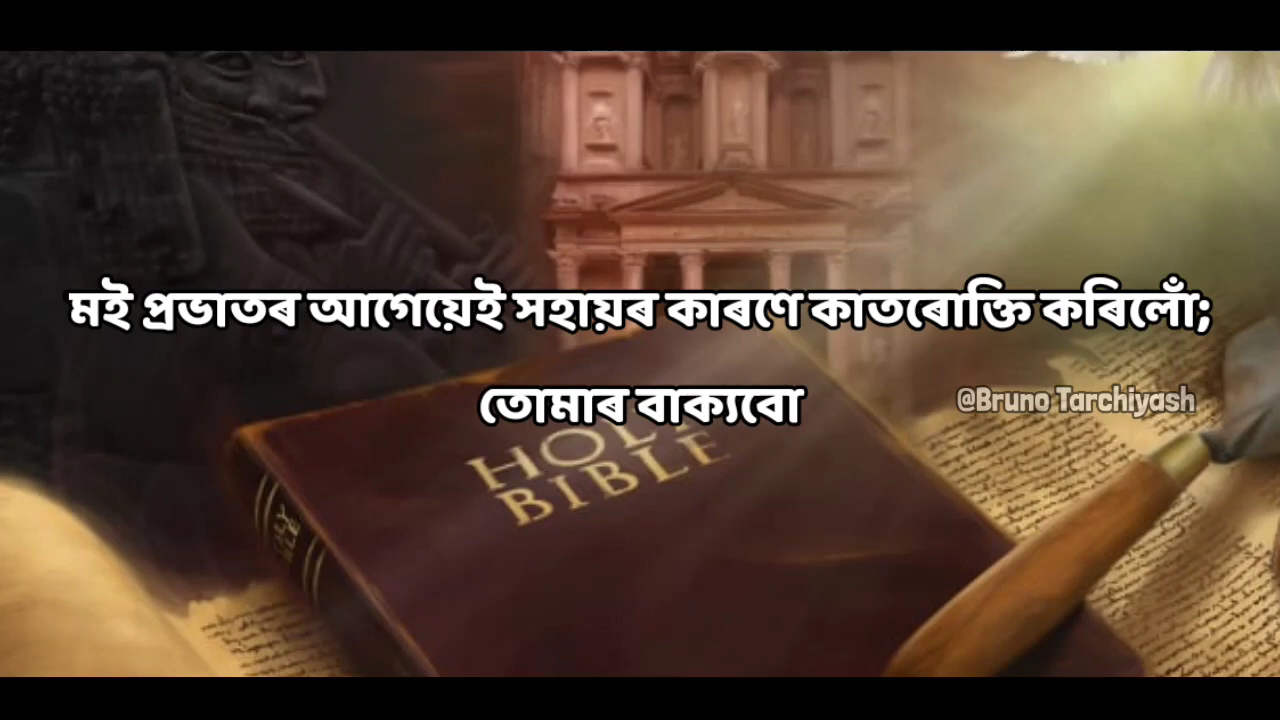 মই প্ৰভাতৰ আগেয়েই সহায়ৰ কাৰণে কাতৰোক্তি কৰিলোঁ;
তোমাৰ বাক্যবো
@Bruno Tarchiyash
HOLY
BIBLE